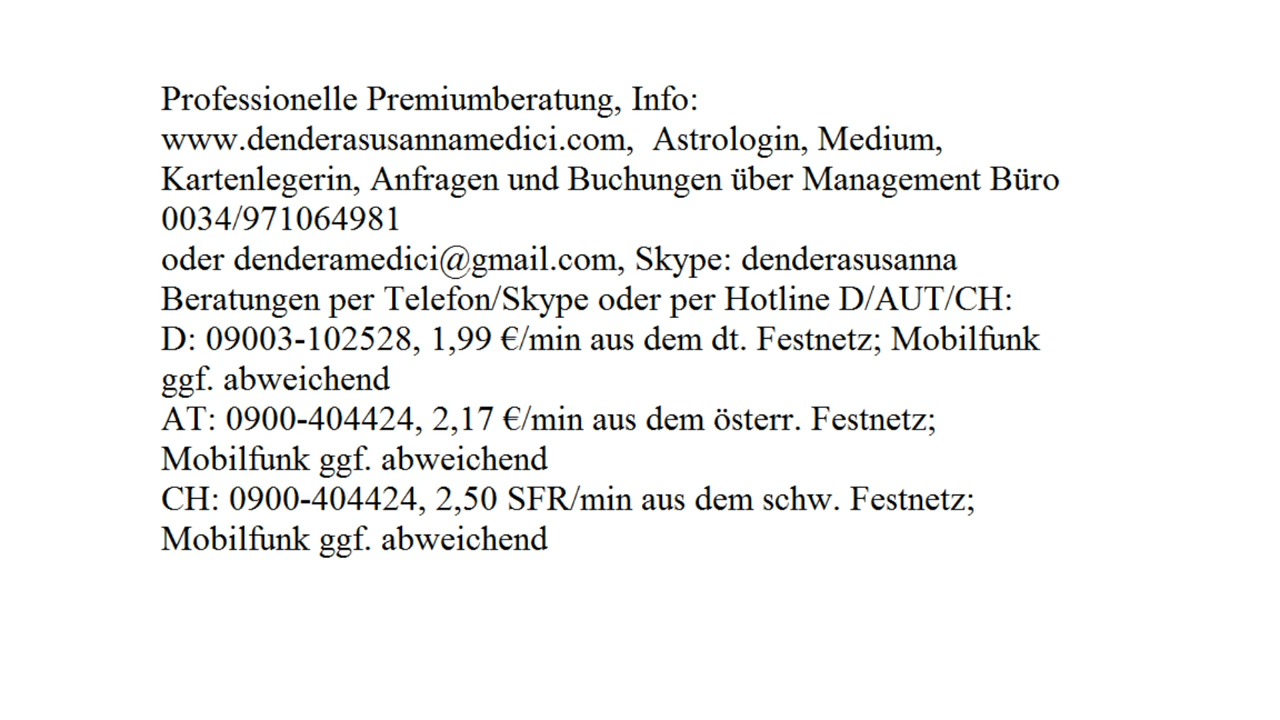 Professionelle Premiumberatung, Info:
www.denderasusannamedici.com,  Astrologin, Medium,
Kartenlegerin, Anfragen und Buchungen über Management Büro
0034/971064981
oder denderamedici@gmail.com, Skype: denderasusanna
Beratungen per Telefon/Skype oder per Hotline D/AUT/CH:
D: 09003-102528, 1,99 €/min aus dem dt. Festnetz; Mobilfunk
ggf. abweichend
AT: 0900-404424, 2,17 €/min aus dem österr. Festnetz;
Mobilfunk ggf. abweichend
CH: 0900-404424, 2,50 SFR/min aus dem schw. Festnetz;
Mobilfunk ggf. abweichend